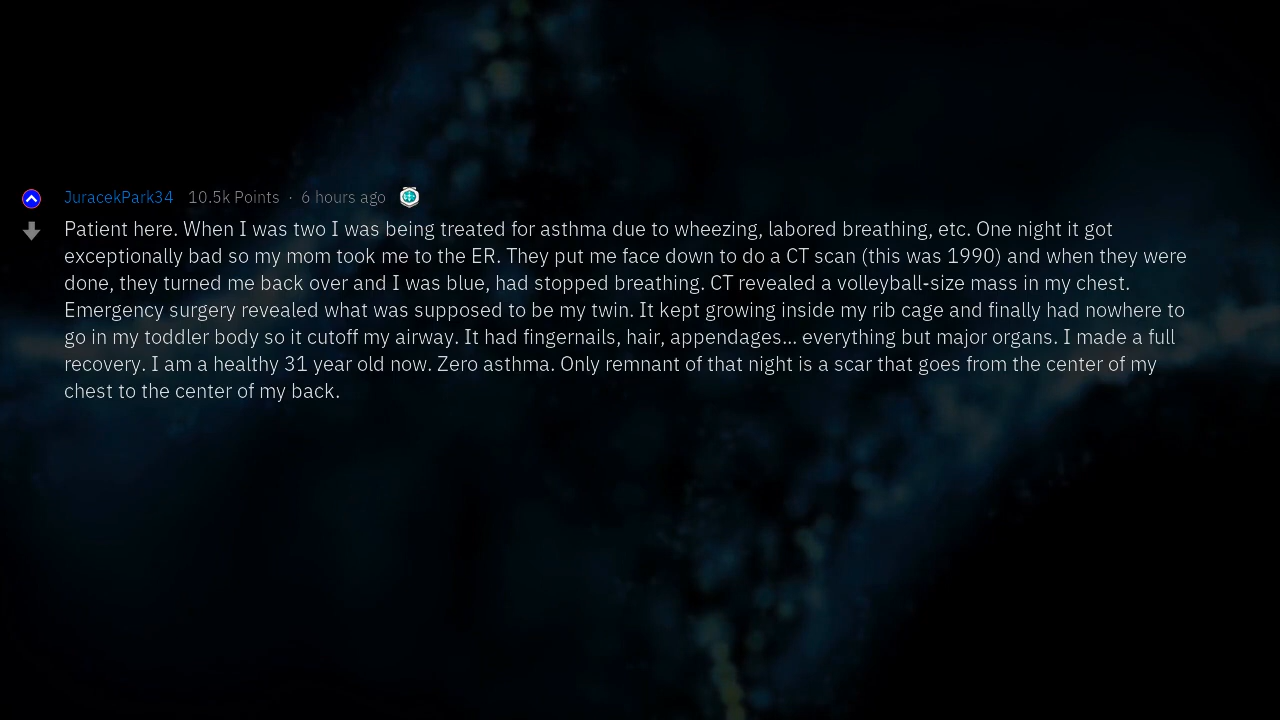 JuracekPark34 10.5k Points · 6 hours ago
Patient here. When I was two I was being treated for asthma due to wheezing, labored breathing, etc. One night it got
exceptionally bad so my mom took me to the ER. They put me face down to do a CT scan (this was 1990) and when they were
done, they turned me back over and I was blue, had stopped breathing. CT revealed a volleyball-size mass in my chest.
Emergency surgery revealed what was supposed to be my twin. It kept growing inside my rib cage and finally had nowhere to
go in my toddler body so it cutoff my airway. It had fingernails, hair, appendages... everything but major organs. I made a full
recovery. I am a healthy 31 year old now. Zero asthma. Only remnant of that night is a scar that goes from the center of my
chest to the center of my back.